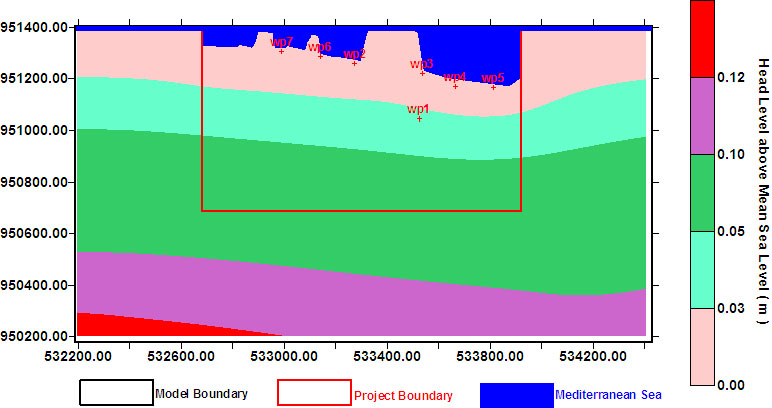 951400.00
951200.00
951000.00
950800.00
950600.00
950400.00
950200.00
wp7
wp6
wp2
wp3
wp4
wp5
wp1
532200.00 532600.00 533000.00 533400.00 533800.00 534200.00
0.12
0.10
0.05
0.03
0.00
Head Level above Mean Sea Level ( m )
Model Boundary Project Boundary Mediterranean Sea